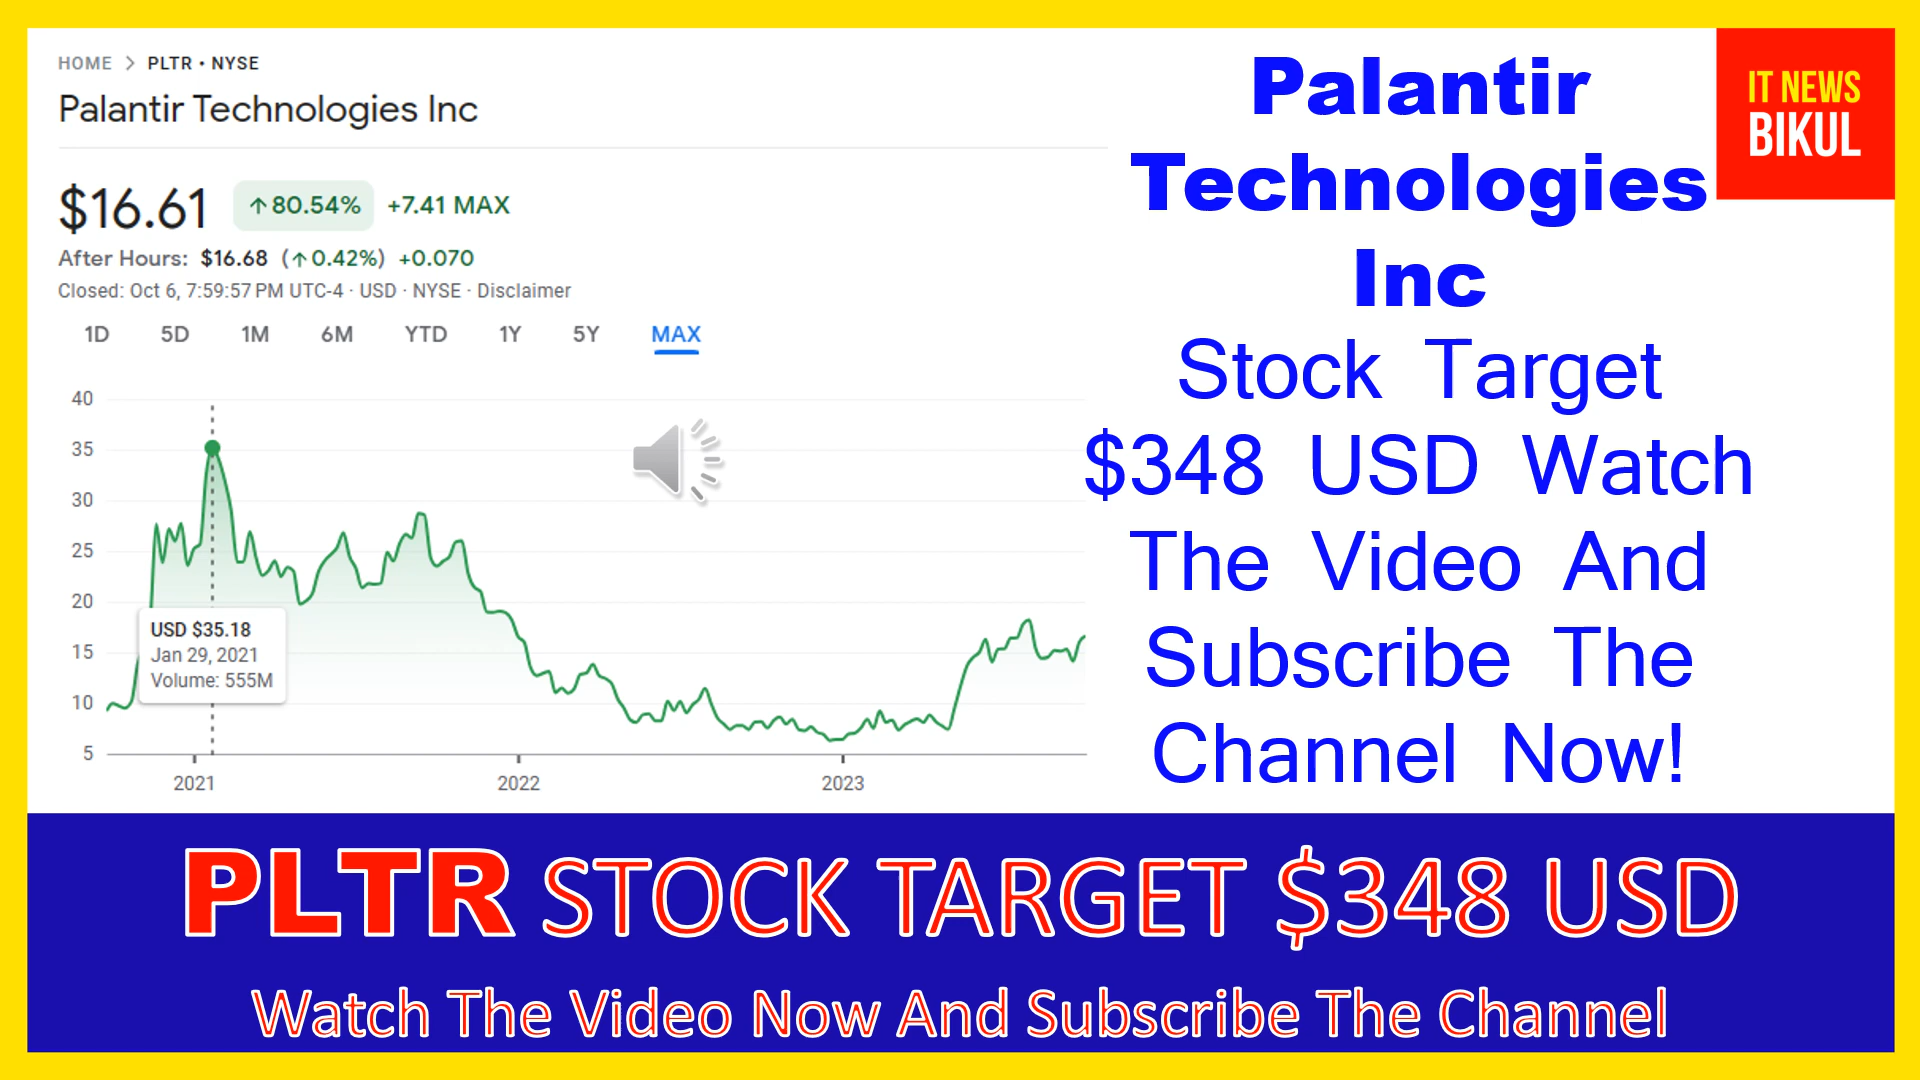 HOME > PLTR • NYSE
Palantir Technologies Inc
$16.61 ↑80.54% +7.41 MAX
After Hours: $16.68 (↑0.42%) +0.070
Closed: Oct 6, 7:59:57 PM UTC-4 · USD · NYSE · Disclaimer
1D 5D 1M 6M YTD 1Y 5Y MAX
40
35
30
25
20
15
10
5
USD $35.18
Jan 29, 2021
Volume: 555M
2021 2022 2023
Palantir
Technologies
Inc
Stock Target
$348 USD Watch
The Video And
Subscribe The
Channel Now!
IT NEWS
BIKUL
PLTR STOCK TARGET $348 USD
Watch The Video Now And Subscribe The Channel